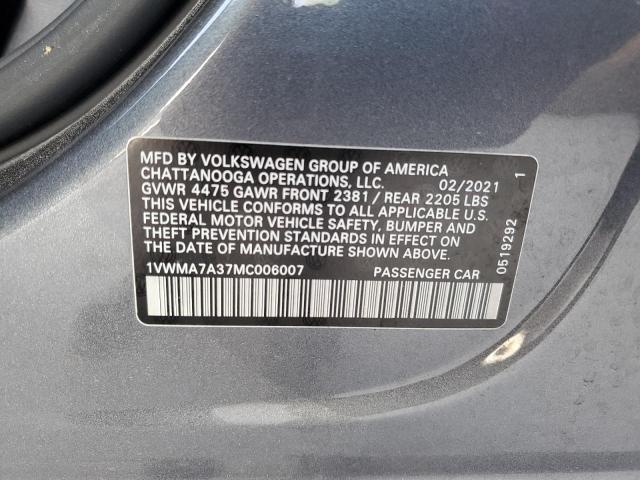 MFD BY VOLKSWAGEN GROUP OF AMERICA
CHATTANOOGA OPERATIONS, LLC. 02/2021
GVWR 4475 GAWR FRONT 2381 / REAR 2205 LBS
THIS VEHICLE CONFORMS TO ALL APPLICABLE U.S.
FEDERAL MOTOR VEHICLE SAFETY, BUMPER AND
THEFT PREVENTION STANDARDS IN EFFECT ON
THE DATE OF MANUFACTURE SHOWN ABOVE.
1VWMA7A37MC006007 PASSENGER CAR
0519292 1